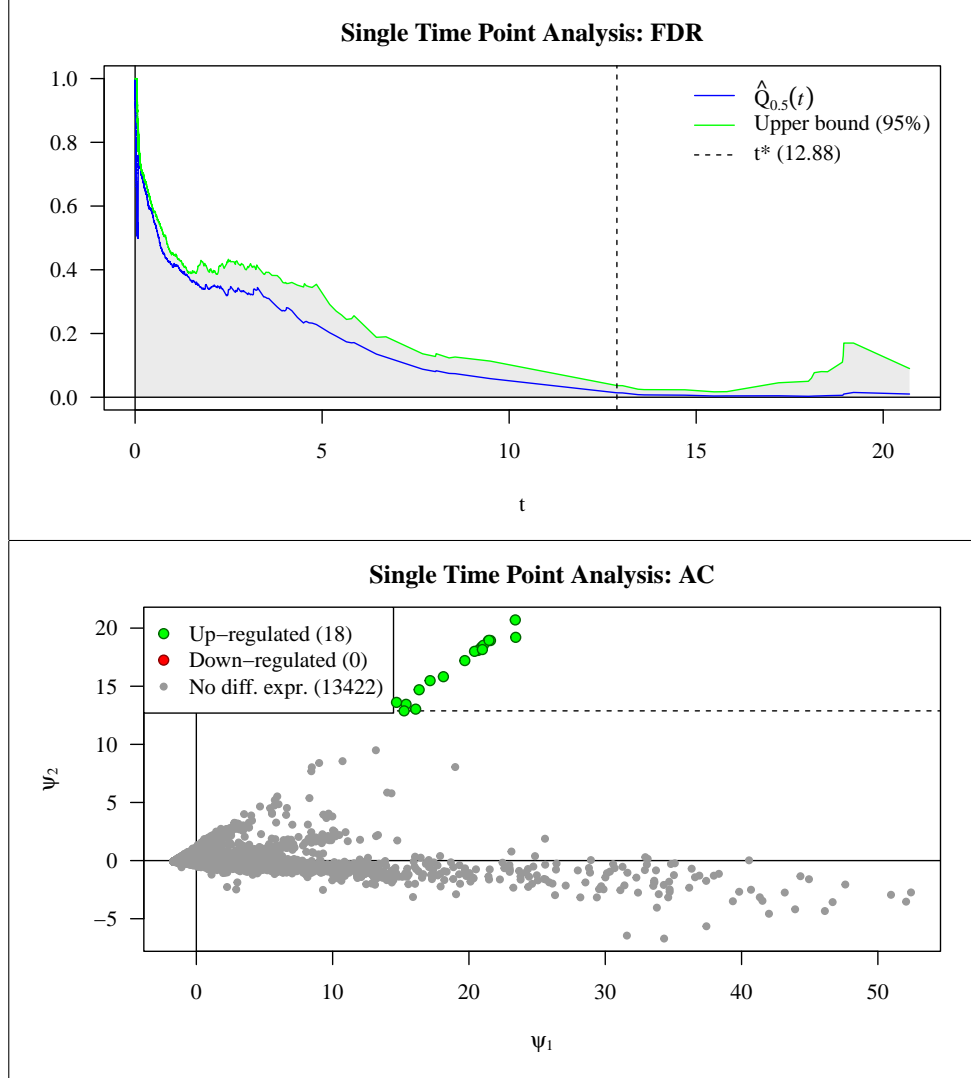 Single Time Point Analysis: FDR
1.0
0.8
0.6
0.4
0.2
0.0
Q̂0.5(t)
Upper bound (95%)
t* (12.88)
0 5 10 15 20
t
Single Time Point Analysis: AC
Up−regulated (18)
Down−regulated (0)
No diff. expr. (13422)
20
15
10
5
0
−5
ψ2
0 10 20 30 40 50
ψ1